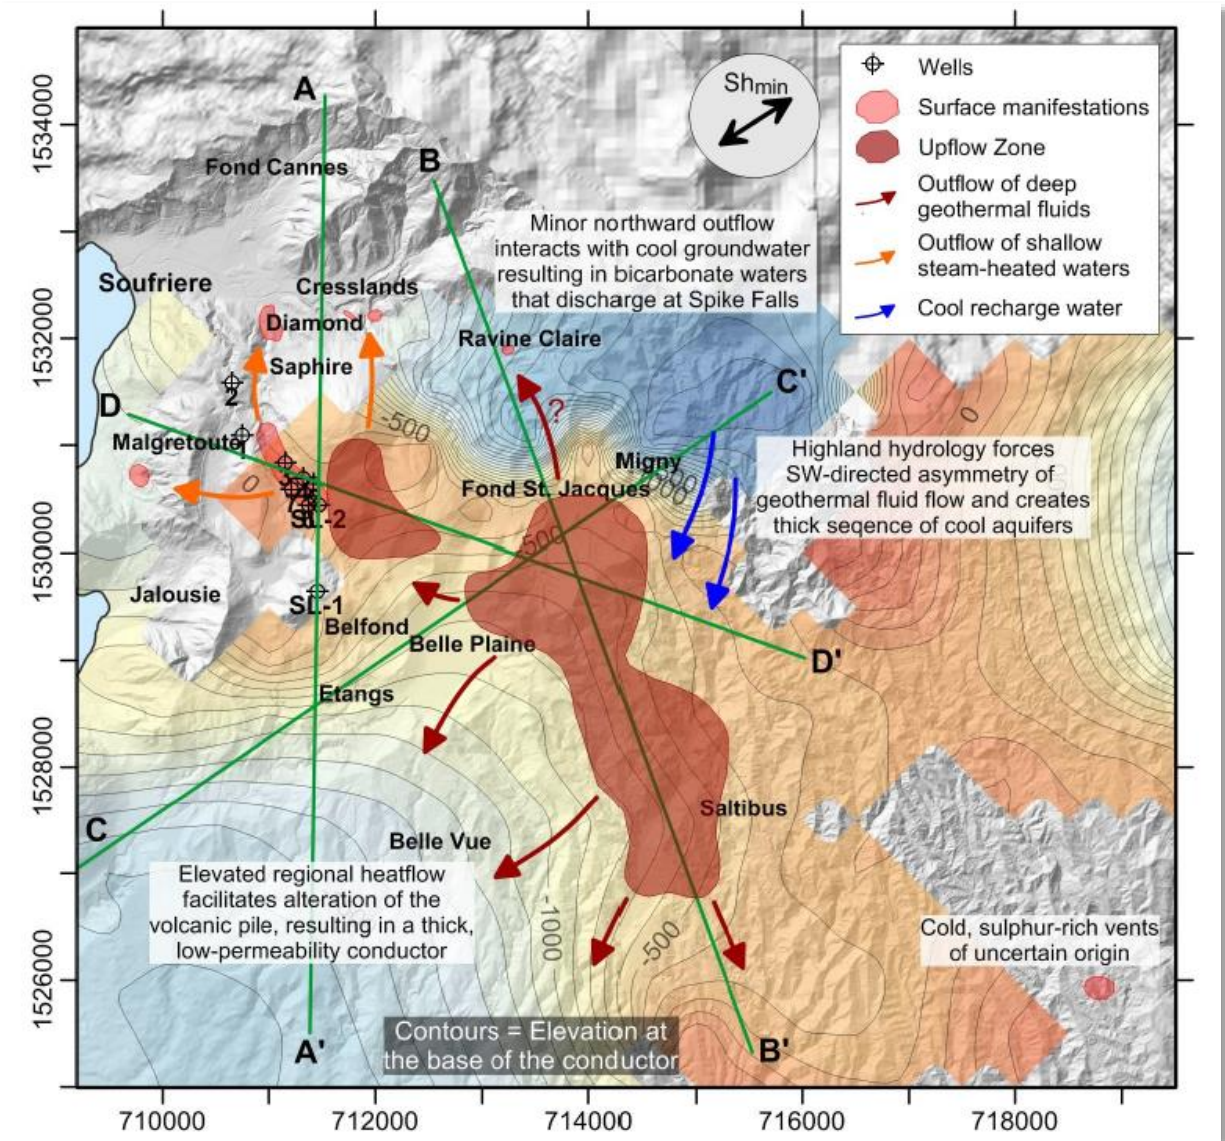 A
B
Fond Cannes
Sh min
Wells
Surface manifestations
Upflow Zone
Outflow of deep
geothermal fluids
Outflow of shallow
steam-heated waters
Cool recharge water
Minor northward outflow
interacts with cool groundwater
resulting in bicarbonate waters
that discharge at Spike Falls
Soufriere
Cresslands
Diamond
Ravine Claire
Saphire
C'
2
D
-500
?
0
Malgretoute
1
Migny
Highland hydrology forces
SW-directed asymmetry of
geothermal fluid flow and creates
thick seqence of cool aquifers
Fond St. Jacques
0
SL-2
-500
Jalousie
SL-1
Belfond
Belle Plaine
D'
Etangs
Saltibus
C
Belle Vue
Elevated regional heatflow
facilitates alteration of the
volcanic pile, resulting in a thick,
low-permeability conductor
-1000
-500
Cold, sulphur-rich vents
of uncertain origin
Contours = Elevation at
the base of the conductor
A'
B'
1534000
1532000
1530000
1528000
1526000
710000
712000
714000
716000
718000